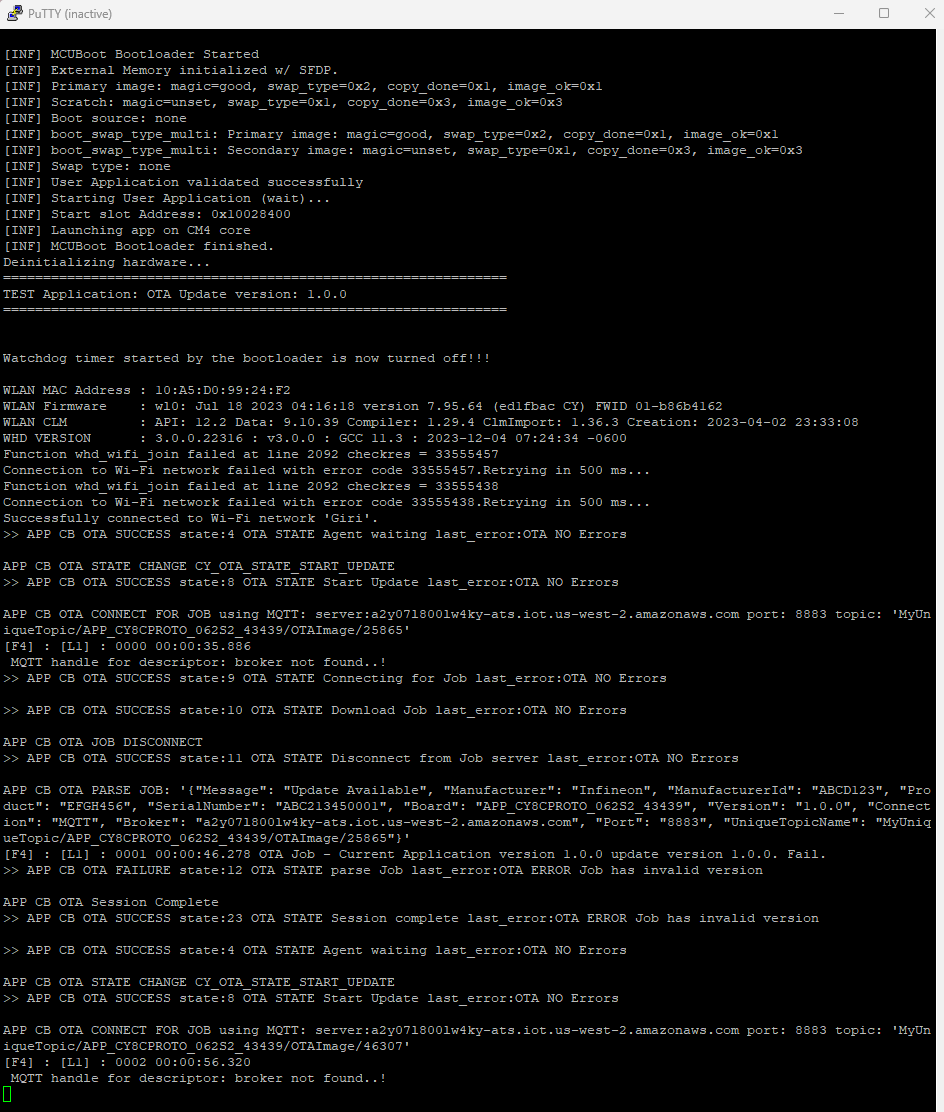 PuTTY (inactive)
[INF] MCUBoot Bootloader Started
[INF] External Memory initialized w/ SFDP.
[INF] Primary image: magic=good, swap_type=0x2, copy_done=0x1, image_ok=0x1
[INF] Scratch: magic=unset, swap_type=0x1, copy_done=0x3, image_ok=0x3
[INF] Boot source: none
[INF] boot_swap_type_multi: Primary image: magic=good, swap_type=0x2, copy_done=0x1, image_ok=0x1
[INF] boot_swap_type_multi: Secondary image: magic=unset, swap_type=0x1, copy_done=0x3, image_ok=0x3
[INF] Swap type: none
[INF] User Application validated successfully
[INF] Starting User Application (wait)...
[INF] Start slot Address: 0x10028400
[INF] Launching app on CM4 core
[INF] MCUBoot Bootloader finished.
Deinitializing hardware...
===============================================================
TEST Application: OTA Update version: 1.0.0
===============================================================
Watchdog timer started by the bootloader is now turned off!!!
WLAN MAC Address : 10:A5:D0:99:24:F2
WLAN Firmware    : wl0: Jul 18 2023 04:16:18 version 7.95.64 (ed1fbac CY) FWID 01-b86b4162
WLAN CLM         : API: 12.2 Data: 9.10.39 Compiler: 1.29.4 ClmImport: 1.36.3 Creation: 2023-04-02 23:33:08
WHD VERSION      : 3.0.0.22316 : v3.0.0 : GCC 11.3 : 2023-12-04 07:24:34 -0600
Function whd_wifi_join failed at line 2092 checkres = 33555457
Connection to Wi-Fi network failed with error code 33555457.Retrying in 500 ms...
Function whd_wifi_join failed at line 2092 checkres = 33555438
Connection to Wi-Fi network failed with error code 33555438.Retrying in 500 ms...
Successfully connected to Wi-Fi network 'Giri'.
>> APP CB OTA SUCCESS state:4 OTA STATE Agent waiting last_error:OTA NO Errors
APP CB OTA STATE CHANGE CY_OTA_STATE_START_UPDATE
>> APP CB OTA SUCCESS state:8 OTA STATE Start Update last_error:OTA NO Errors
APP CB OTA CONNECT FOR JOB using MQTT: server:a2y07l800lw4ky-ats.iot.us-west-2.amazonaws.com port: 8883 topic: 'MyUn
iqueTopic/APP_CY8CPROTO_062S2_43439/OTAImage/25865'
[F4] : [L1] : 0000 00:00:35.886
 MQTT handle for descriptor: broker not found..!
>> APP CB OTA SUCCESS state:9 OTA STATE Connecting for Job last_error:OTA NO Errors
>> APP CB OTA SUCCESS state:10 OTA STATE Download Job last_error:OTA NO Errors
APP CB OTA JOB DISCONNECT
>> APP CB OTA SUCCESS state:11 OTA STATE Disconnect from Job server last_error:OTA NO Errors
APP CB OTA PARSE JOB: '{"Message": "Update Available", "Manufacturer": "Infineon", "ManufacturerId": "ABCD123", "Pro
duct": "EFGH456", "SerialNumber": "ABC213450001", "Board": "APP_CY8CPROTO_062S2_43439", "Version": "1.0.0", "Connect
ion": "MQTT", "Broker": "a2y07l800lw4ky-ats.iot.us-west-2.amazonaws.com", "Port": "8883", "UniqueTopicName": "MyUniq
ueTopic/APP_CY8CPROTO_062S2_43439/OTAImage/25865"}'
[F4] : [L1] : 0001 00:00:46.278 OTA Job - Current Application version 1.0.0 update version 1.0.0. Fail.
>> APP CB OTA FAILURE state:12 OTA STATE parse Job last_error:OTA ERROR Job has invalid version
APP CB OTA Session Complete
>> APP CB OTA SUCCESS state:23 OTA STATE Session complete last_error:OTA ERROR Job has invalid version
>> APP CB OTA SUCCESS state:4 OTA STATE Agent waiting last_error:OTA NO Errors
APP CB OTA STATE CHANGE CY_OTA_STATE_START_UPDATE
>> APP CB OTA SUCCESS state:8 OTA STATE Start Update last_error:OTA NO Errors
APP CB OTA CONNECT FOR JOB using MQTT: server:a2y07l800lw4ky-ats.iot.us-west-2.amazonaws.com port: 8883 topic: 'MyUn
iqueTopic/APP_CY8CPROTO_062S2_43439/OTAImage/46307'
[F4] : [L1] : 0002 00:00:56.320
 MQTT handle for descriptor: broker not found..!